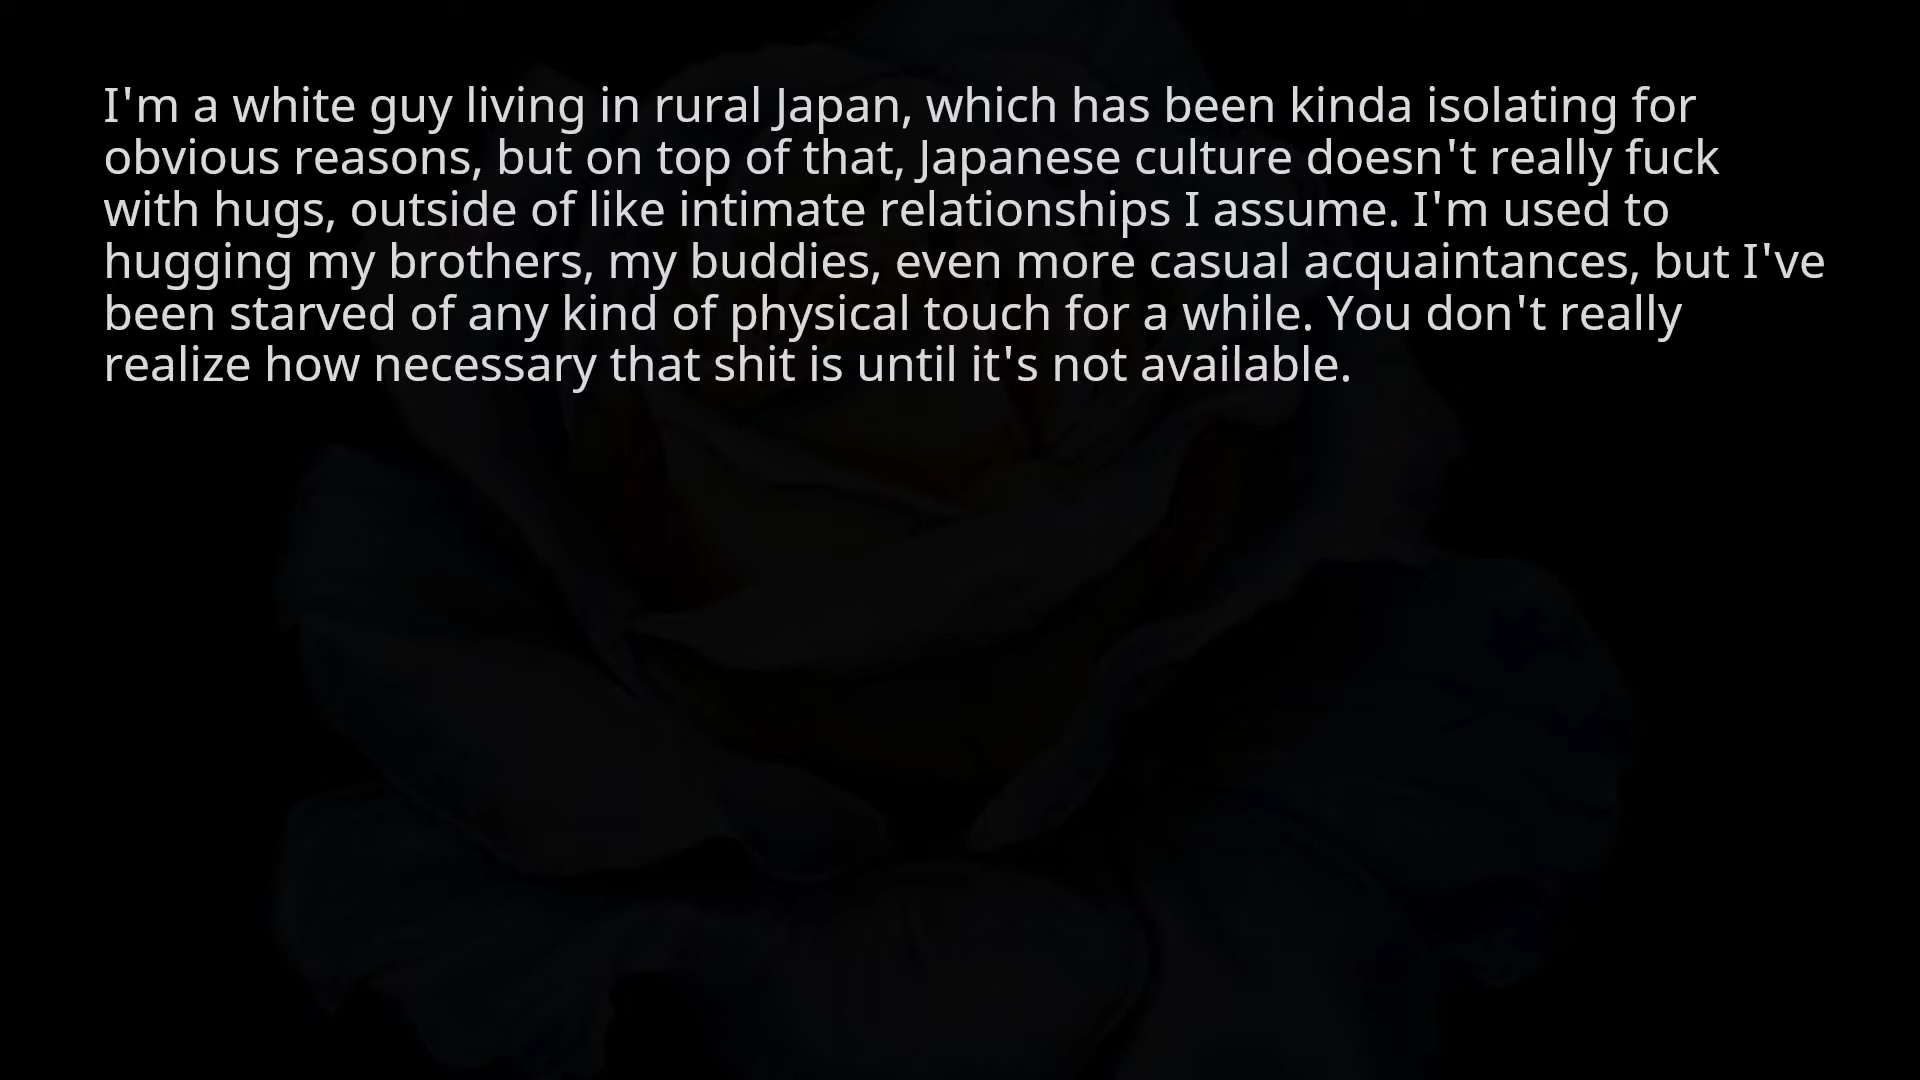 I'm a white guy living in rural Japan, which has been kinda isolating for
obvious reasons, but on top of that, Japanese culture doesn't really fuck
with hugs, outside of like intimate relationships I assume. I'm used to
hugging my brothers, my buddies, even more casual acquaintances, but I've
been starved of any kind of physical touch for a while. You don't really
realize how necessary that shit is until it's not available.